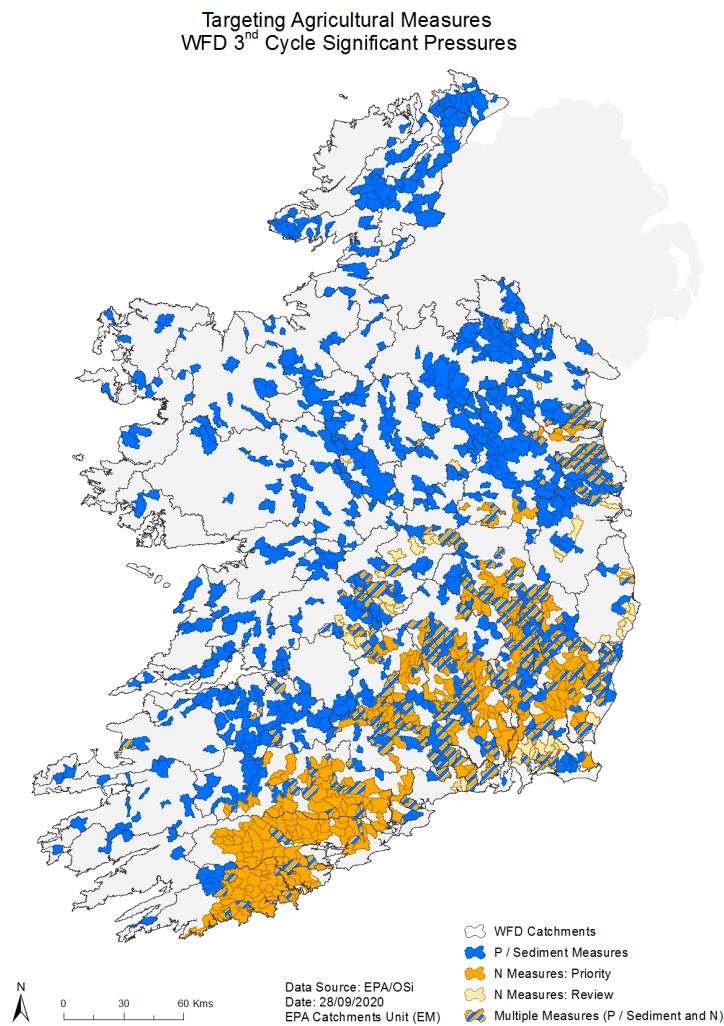 Targeting Agricultural Measures
WFD 3nd Cycle Significant Pressures
WFD Catchments
P / Sediment Measures
N Measures: Priority
N Measures: Review
Multiple Measures (P / Sediment and N)
N
0 30 60 Kms
Data Source: EPA/OSi
Date: 28/09/2020
EPA Catchments Unit (EM)